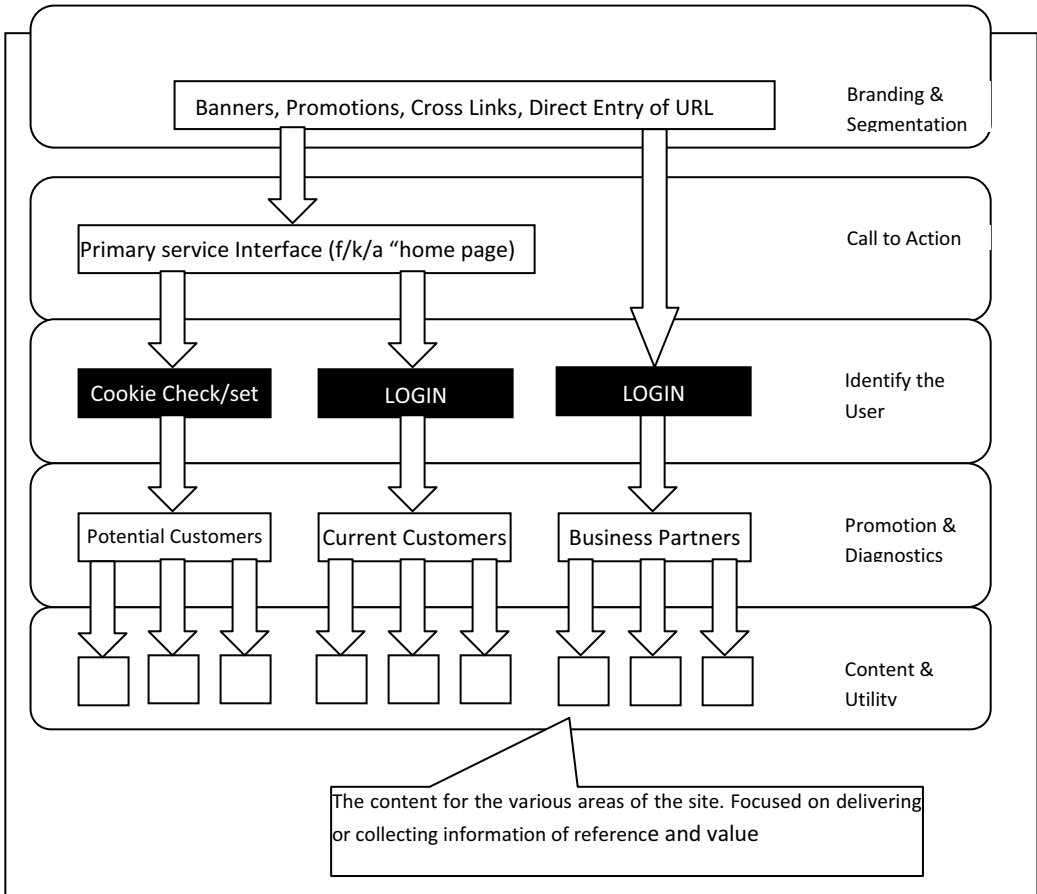 Banners, Promotions, Cross Links, Direct Entry of URL
Branding &
Segmentation
Primary service Interface (f/k/a “home page)
Call to Action
Cookie Check/set
LOGIN
LOGIN
Identify the
User
Potential Customers
Current Customers
Business Partners
Promotion &
Diagnostics
Content &
Utility
The content for the various areas of the site. Focused on delivering
or collecting information of reference and value